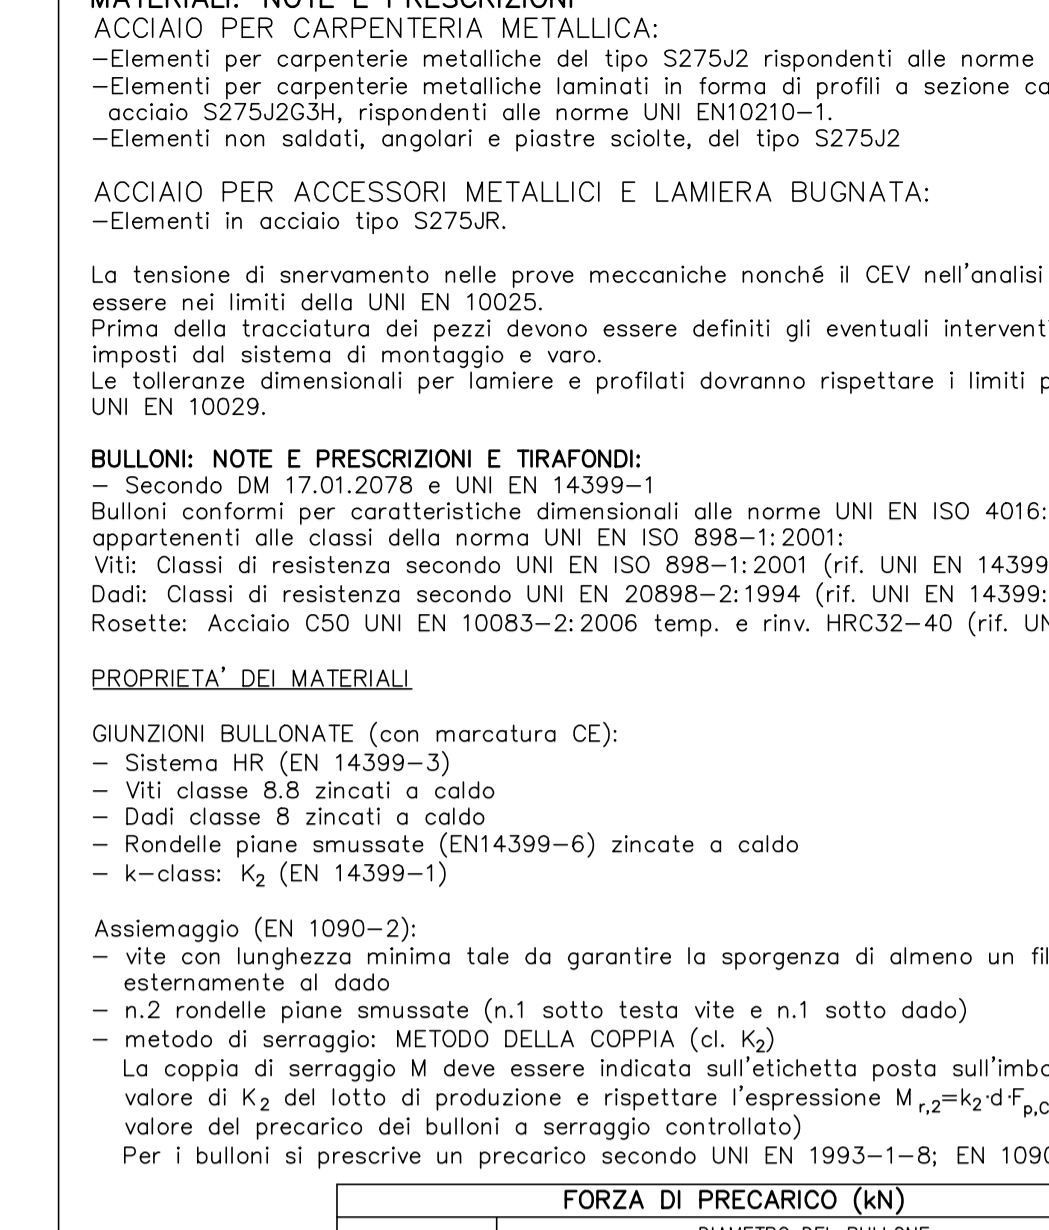 MATERIALI: NOTE E PRESCRIZIONI
ACCIAIO PER CARPENTERIA METALLICA:
–Elementi per carpenterie metalliche del tipo S275J2 rispondenti alle norme
–Elementi per carpenterie metalliche laminati in forma di profili a sezione ca
acciaio S275J2G3H, rispondenti alle norme UNI EN10210–1.
–Elementi non saldati, angolari e piastre sciolte, del tipo S275J2
ACCIAIO PER ACCESSORI METALLICI E LAMIERA BUGNATA:
–Elementi in acciaio tipo S275JR.
La tensione di snervamento nelle prove meccaniche nonché il CEV nell'analisi
essere nei limiti della UNI EN 10025.
Prima della tracciatura dei pezzi devono essere definiti gli eventuali intervent
imposti dal sistema di montaggio e varo.
Le tolleranze dimensionali per lamiere e profilati dovranno rispettare i limiti p
UNI EN 10029.
BULLONI: NOTE E PRESCRIZIONI E TIRAFONDI:
– Secondo DM 17.01.2078 e UNI EN 14399–1
Bulloni conformi per caratteristiche dimensionali alle norme UNI EN ISO 4016:
appartenenti alle classi della norma UNI EN ISO 898–1:2001:
Viti: Classi di resistenza secondo UNI EN ISO 898–1:2001 (rif. UNI EN 14399
Dadi: Classi di resistenza secondo UNI EN 20898–2:1994 (rif. UNI EN 14399:
Rosette: Acciaio C50 UNI EN 10083–2:2006 temp. e rinv. HRC32–40 (rif. UN
PROPRIETA' DEI MATERIALI
GIUNZIONI BULLONATE (con marcatura CE):
– Sistema HR (EN 14399–3)
– Viti classe 8.8 zincati a caldo
– Dadi classe 8 zincati a caldo
– Rondelle piane smussate (EN14399–6) zincate a caldo
– k–class: K2 (EN 14399–1)
Assiemaggio (EN 1090–2):
– vite con lunghezza minima tale da garantire la sporgenza di almeno un fil
esternamente al dado
– n.2 rondelle piane smussate (n.1 sotto testa vite e n.1 sotto dado)
– metodo di serraggio: METODO DELLA COPPIA (cl. K2)
La coppia di serraggio M deve essere indicata sull'etichetta posta sull'imba
valore di K2 del lotto di produzione e rispettare l'espressione M r,2=k2·d·Fp,C
valore del precarico dei bulloni a serraggio controllato)
Per i bulloni si prescrive un precarico secondo UNI EN 1993–1–8; EN 1090
FORZA DI PRECARICO (kN)
DIAMETRO DEL BULLONE